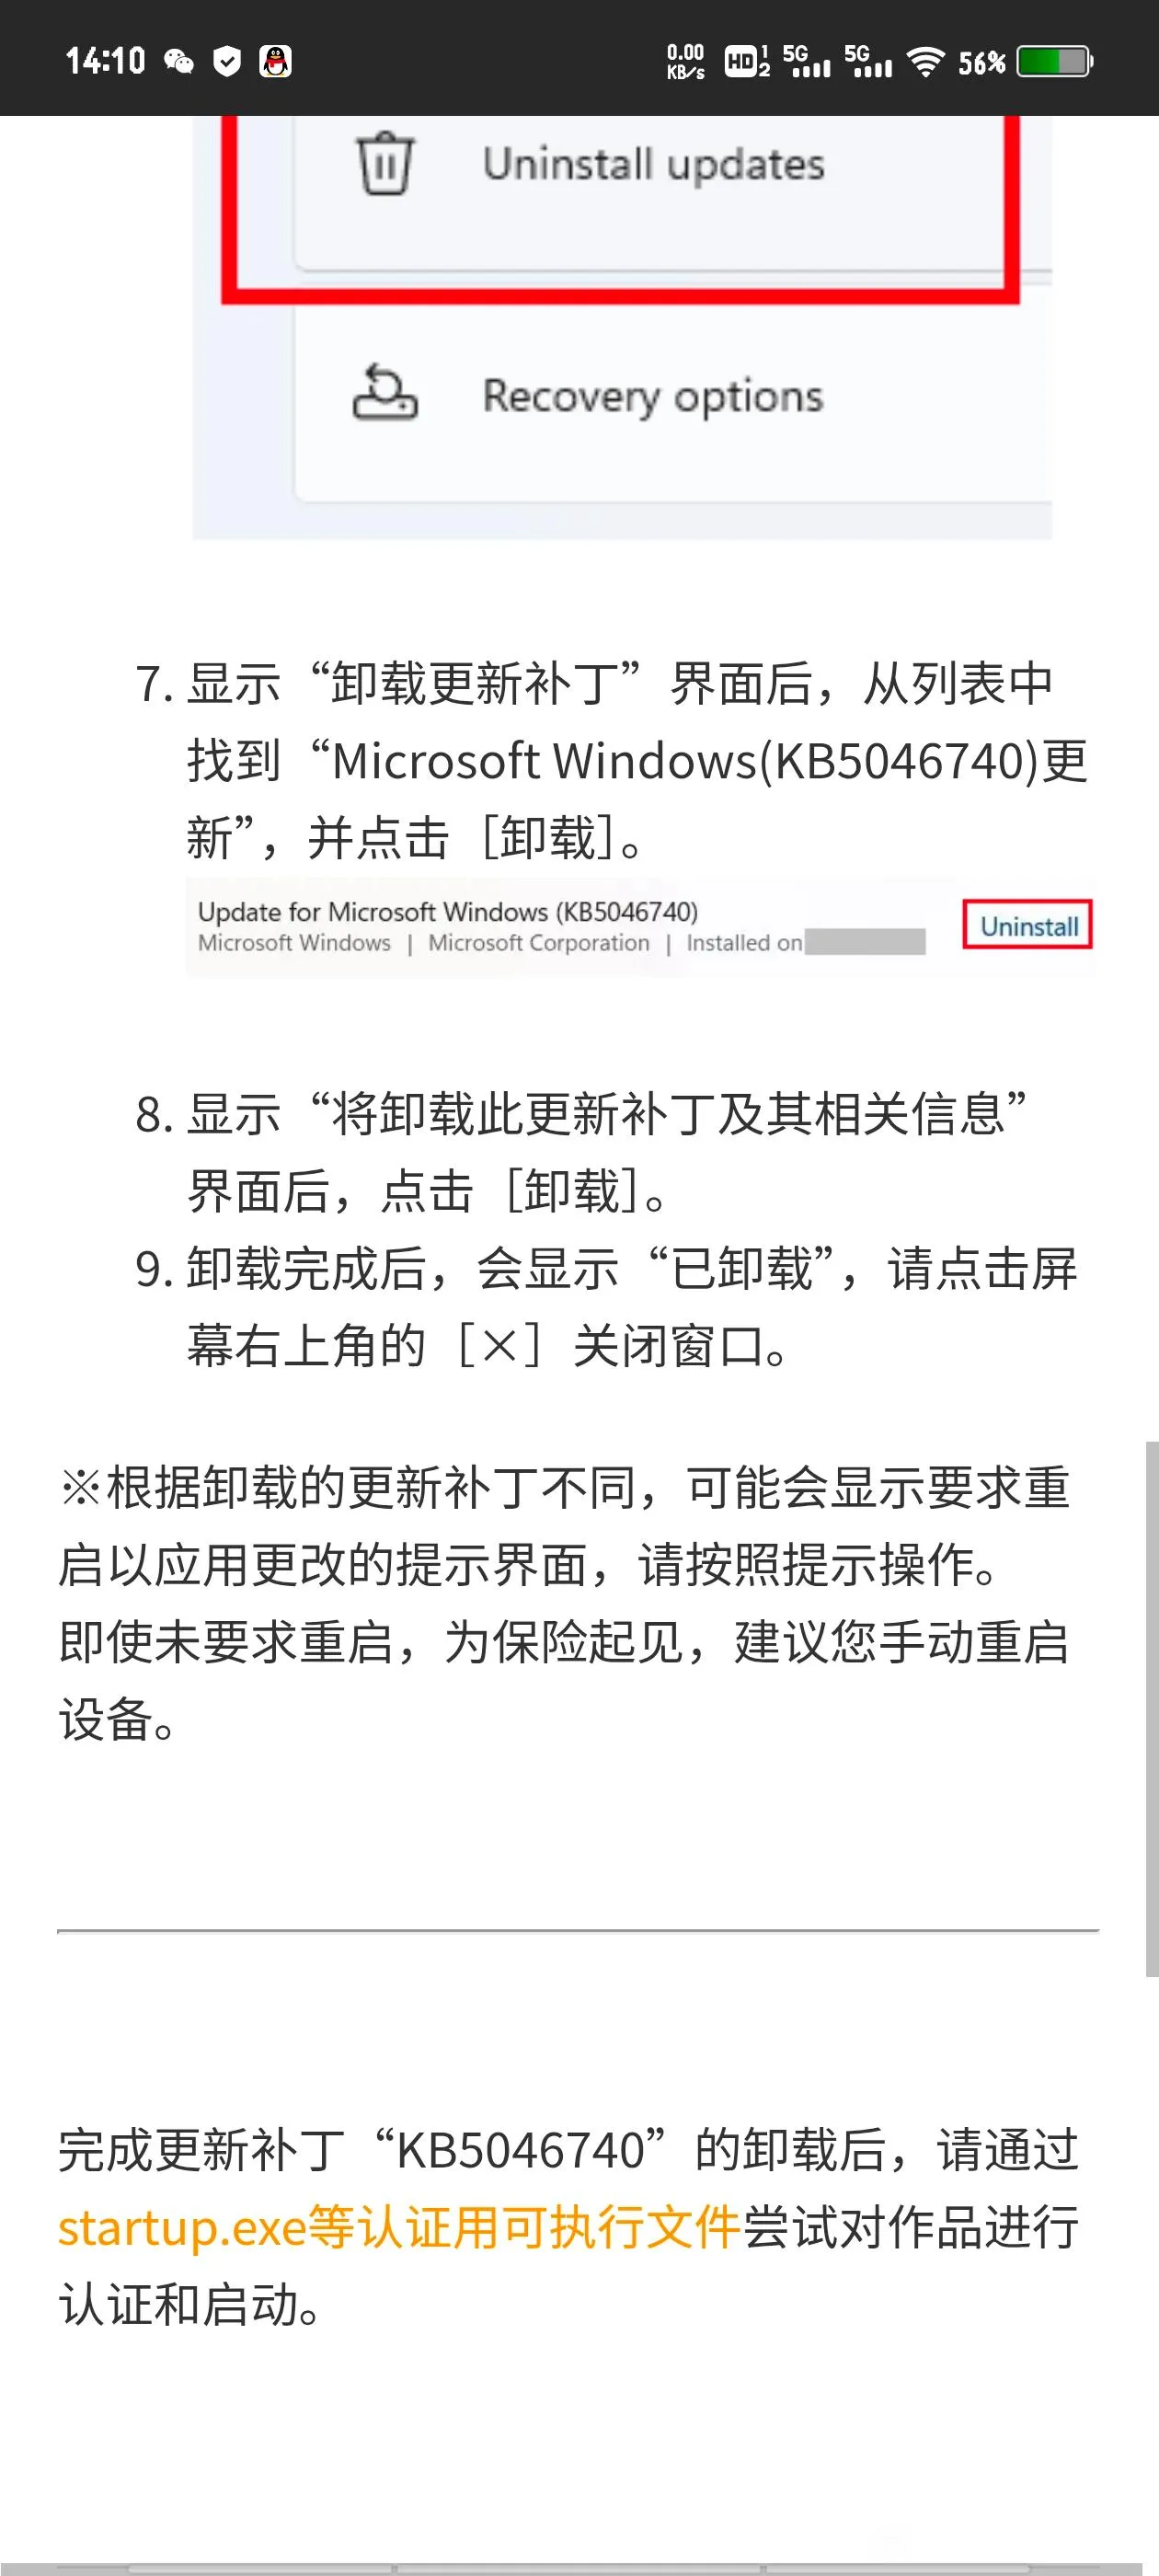 14:10
0.00 KB/s HD 1 2 5G 5G 56%
Uninstall updates
Recovery options
7. 显示“卸载更新补丁”界面后，从列表中
找到“Microsoft Windows(KB5046740)更
新”，并点击［卸载］。
Update for Microsoft Windows (KB5046740)
Microsoft Windows | Microsoft Corporation | Installed on
Uninstall
8. 显示“将卸载此更新补丁及其相关信息”
界面后，点击［卸载］。
9. 卸载完成后，会显示“已卸载”，请点击屏
幕右上角的［×］关闭窗口。
※根据卸载的更新补丁不同，可能会显示要求重
启以应用更改的提示界面，请按照提示操作。
即使未要求重启，为保险起见，建议您手动重启
设备。
完成更新补丁“KB5046740”的卸载后，请通过
startup.exe等认证用可执行文件尝试对作品进行
认证和启动。